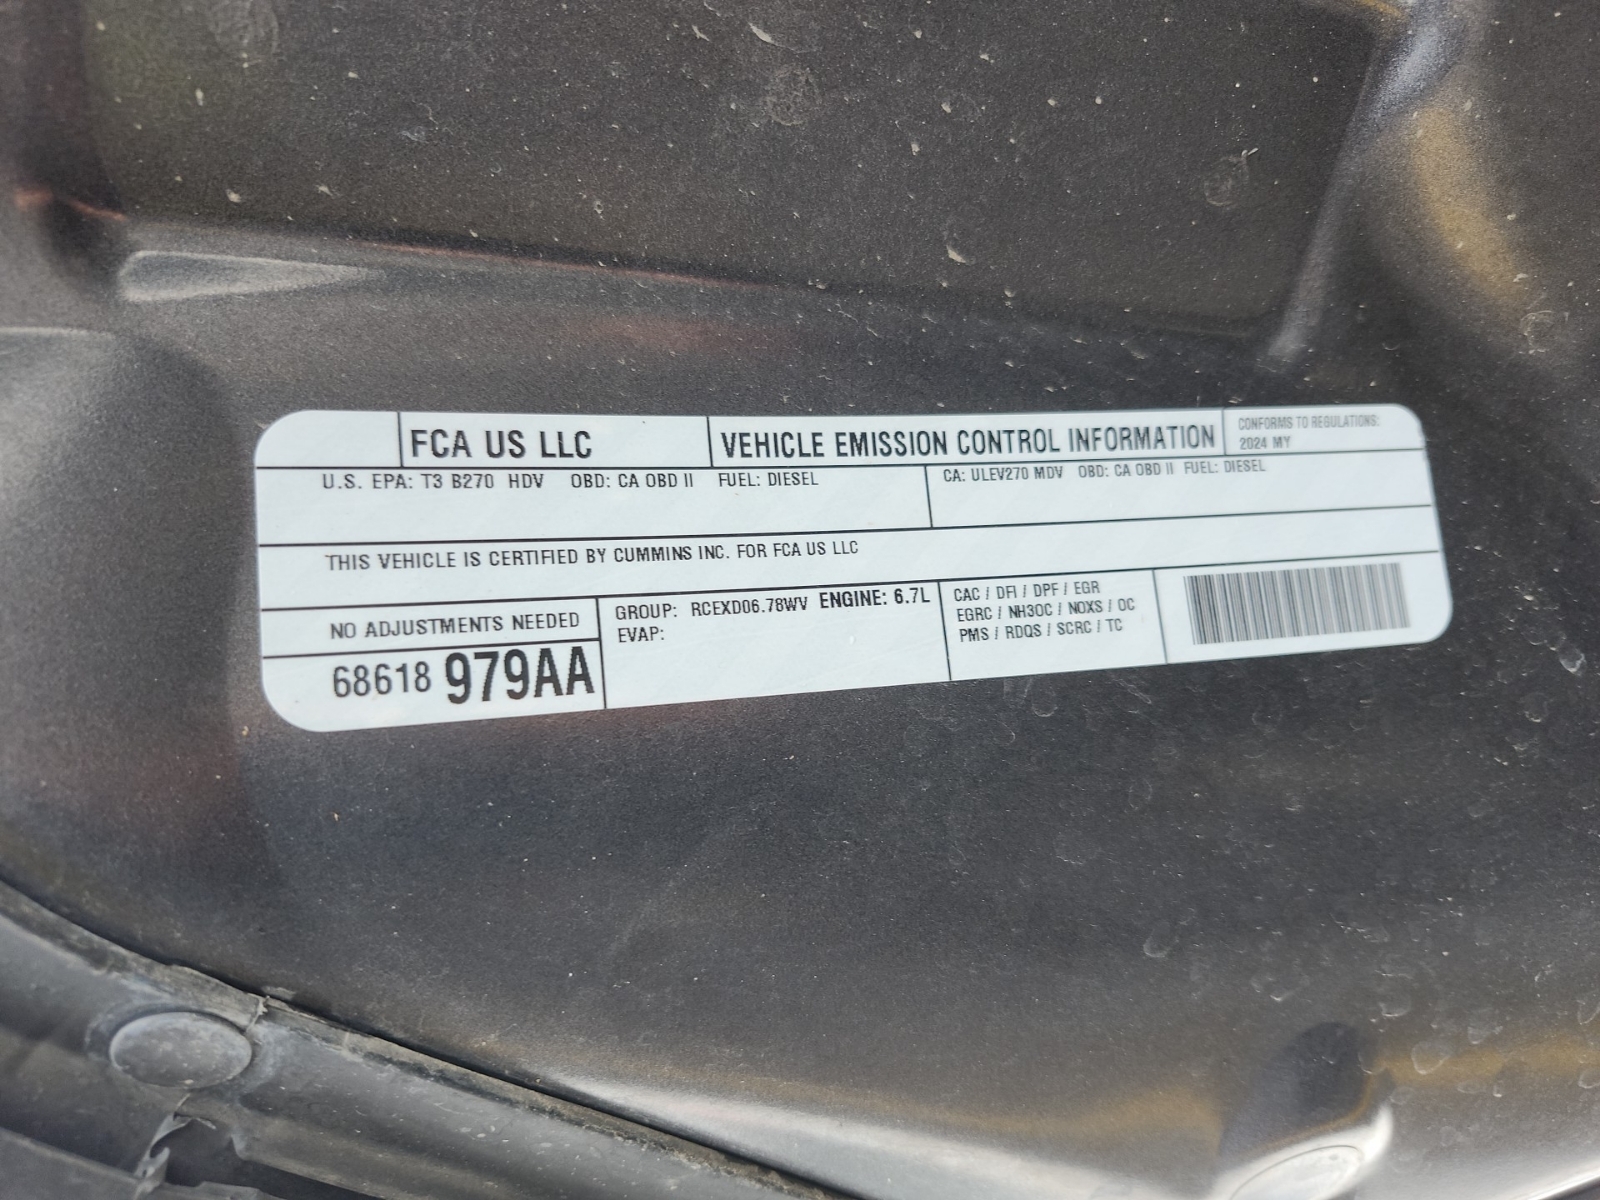 FCA US LLC
VEHICLE EMISSION CONTROL INFORMATION
CONFORMS TO REGULATIONS:
2024 MY
U.S. EPA: T3 B270 HDV OBD: CA OBD II FUEL: DIESEL
CA: ULEV270 MDV OBD: CA OBD II FUEL: DIESEL
THIS VEHICLE IS CERTIFIED BY CUMMINS INC. FOR FCA US LLC
NO ADJUSTMENTS NEEDED
68618 979AA
GROUP: RCEXD06.78WV ENGINE: 6.7L
EVAP:
CAC / DFI / DPF / EGR
EGRC / NH3OC / NOXS / OC
PMS / RDQS / SCRC / TC